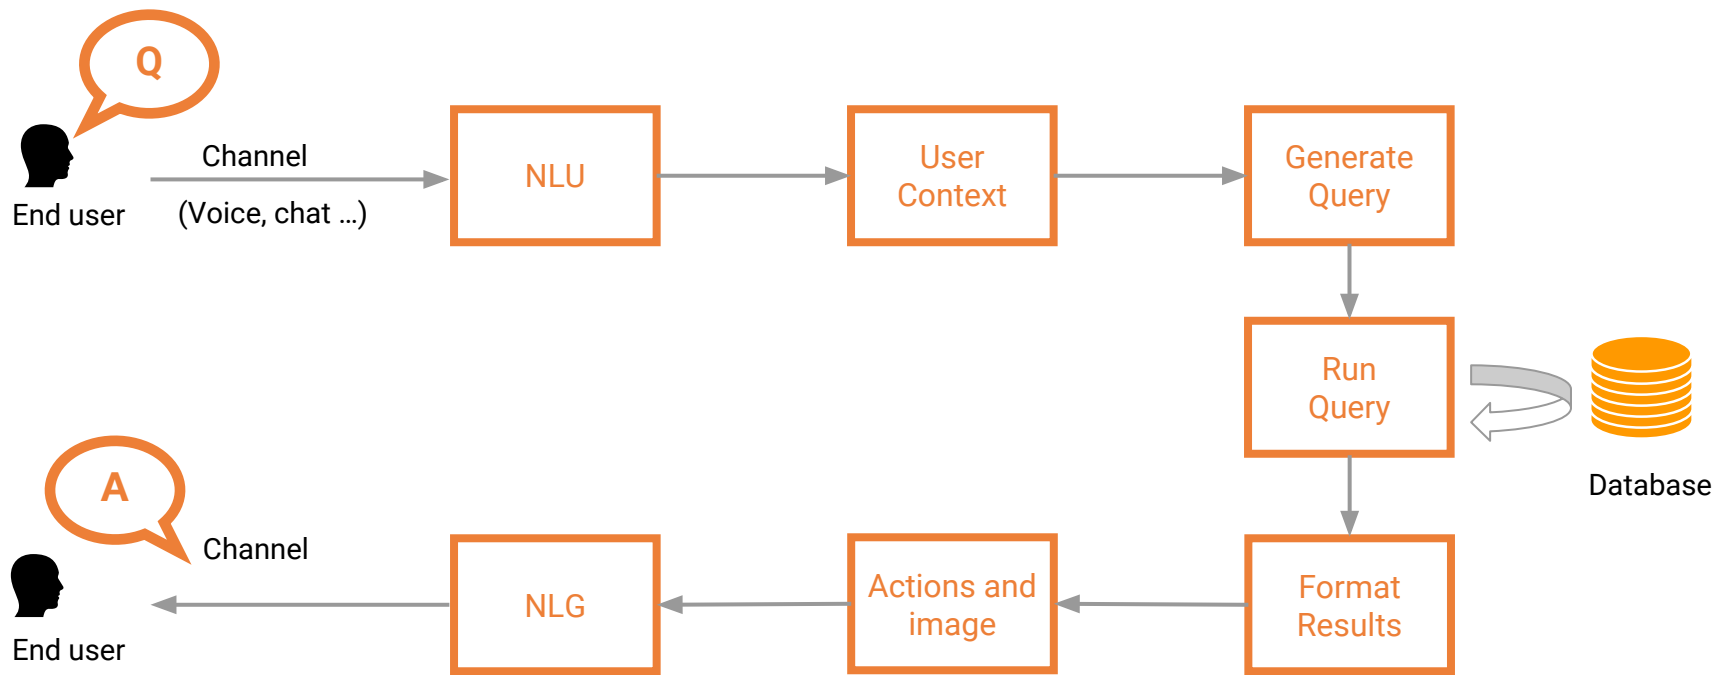 Q
Channel
(Voice, chat ...)
End user
NLU
User
Context
Generate
Query
Run
Query
Database
A
Channel
End user
NLG
Actions and
image
Format
Results